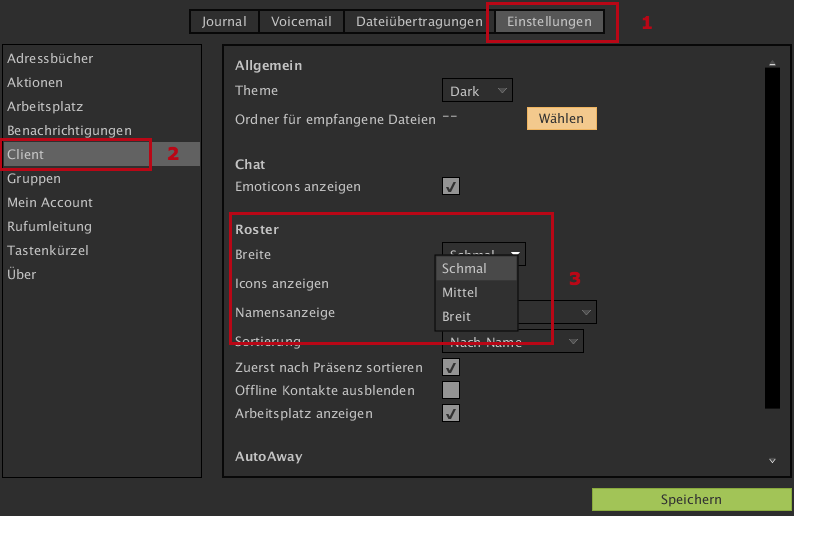 Journal Voicemail Dateiübertragungen Einstellungen 1
Adressbücher
Aktionen
Arbeitsplatz
Benachrichtigungen
Client 2
Gruppen
Mein Account
Rufumleitung
Tastenkürzel
Über
Allgemein
Theme Dark
Ordner für empfangene Dateien -- Wählen
Chat
Emoticons anzeigen
Roster
Breite Schmal
Schmal
Icons anzeigen 3
Mittel
Namensanzeige
Breit
Sortierung Nach Name
Zuerst nach Präsenz sortieren
Offline Kontakte ausblenden
Arbeitsplatz anzeigen
AutoAway
Speichern